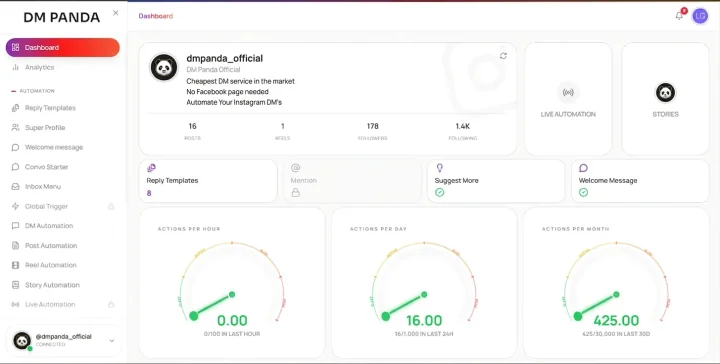 DM PANDA
Dashboard
Analytics
AUTOMATION
Reply Templates
Super Profile
Welcome message
Convo Starter
Inbox Menu
Global Trigger
DM Automation
Post Automation
Reel Automation
Story Automation
Live Automation
@dmpanda_official
CONNECTED
Dashboard
LG
dmpanda_official
DM Panda Official
Cheapest DM service in the market
No Facebook page needed
Automate Your Instagram DM's
16
POSTS
1
REELS
178
FOLLOWERS
1.4K
FOLLOWING
LIVE AUTOMATION
STORIES
Reply Templates
8
Mention
Suggest More
Welcome Message
ACTIONS PER HOUR
0.00
0/100 IN LAST HOUR
ACTIONS PER DAY
16.00
16/1,000 IN LAST 24H
ACTIONS PER MONTH
425.00
425/30,000 IN LAST 30D